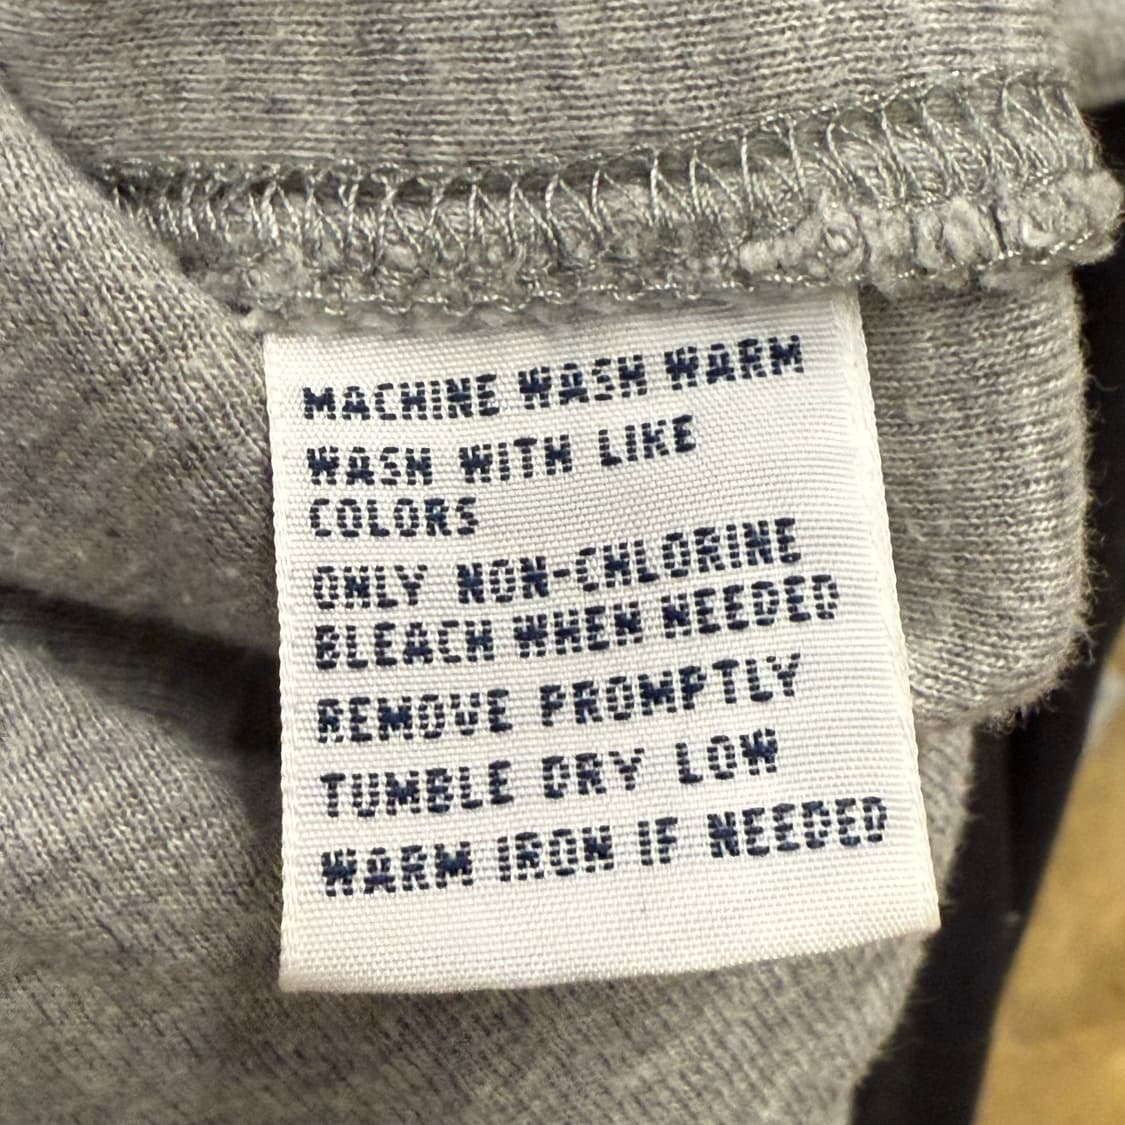 MACHINE WASH WARM
WASH WITH LIKE
COLORS
ONLY NON-CHLORINE
BLEACH WHEN NEEDED
REMOVE PROMPTLY
TUMBLE DRY LOW
WARM IRON IF NEEDED